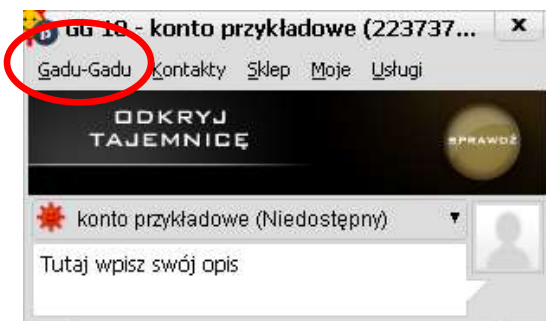 GG 10 - konto przykładowe (223737...
Gadu-Gadu Kontakty Sklep Moje Usługi
ODKRYJ
TAJEMNICĘ
SPRAWDŹ
konto przykładowe (Niedostępny)
Tutaj wpisz swój opis